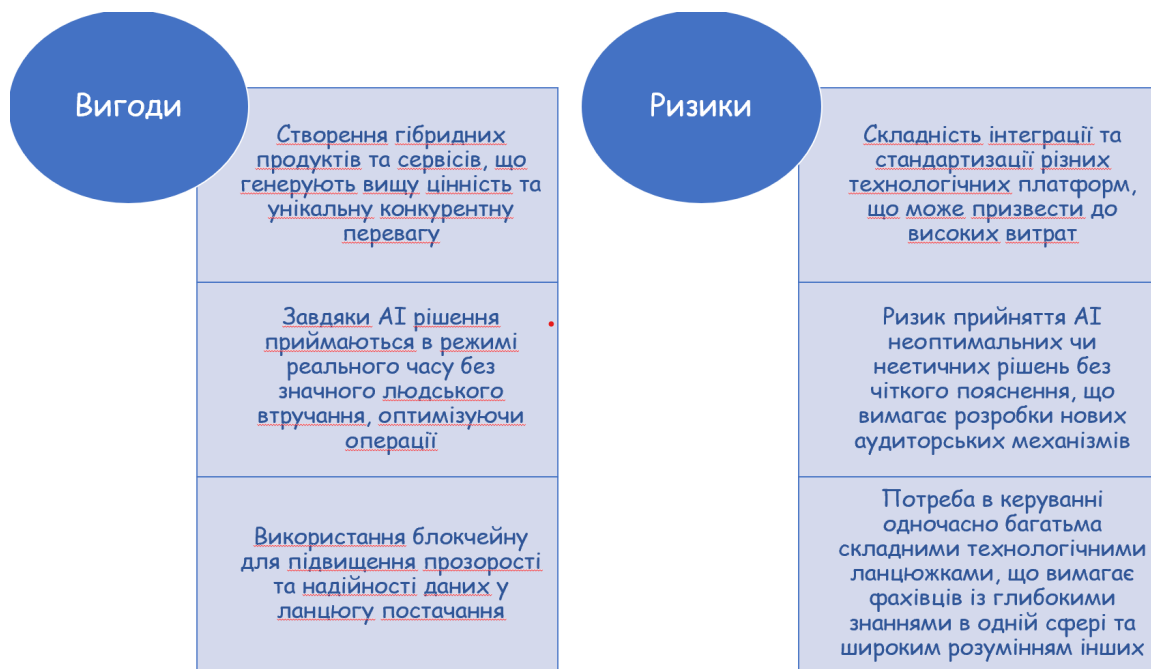 Вигоди
Створення гібридних
продуктів та сервісів, що
генерують вищу цінність та
унікальну конкурентну
перевагу
Завдяки AI рішення
приймаються в режимі
реального часу без
значного людського
втручання, оптимізуючи
операції
Використання блокчейну
для підвищення прозорості
та надійності даних у
ланцюгу постачання
Ризики
Складність інтеграції та
стандартизації різних
технологічних платформ,
що може призвести до
високих витрат
Ризик прийняття AI
неоптимальних чи
неетичних рішень без
чіткого пояснення, що
вимагає розробки нових
аудиторських механізмів
Потреба в керуванні
одночасно багатьма
складними технологічними
ланцюжками, що вимагає
фахівців із глибокими
знаннями в одній сфері та
широким розумінням інших